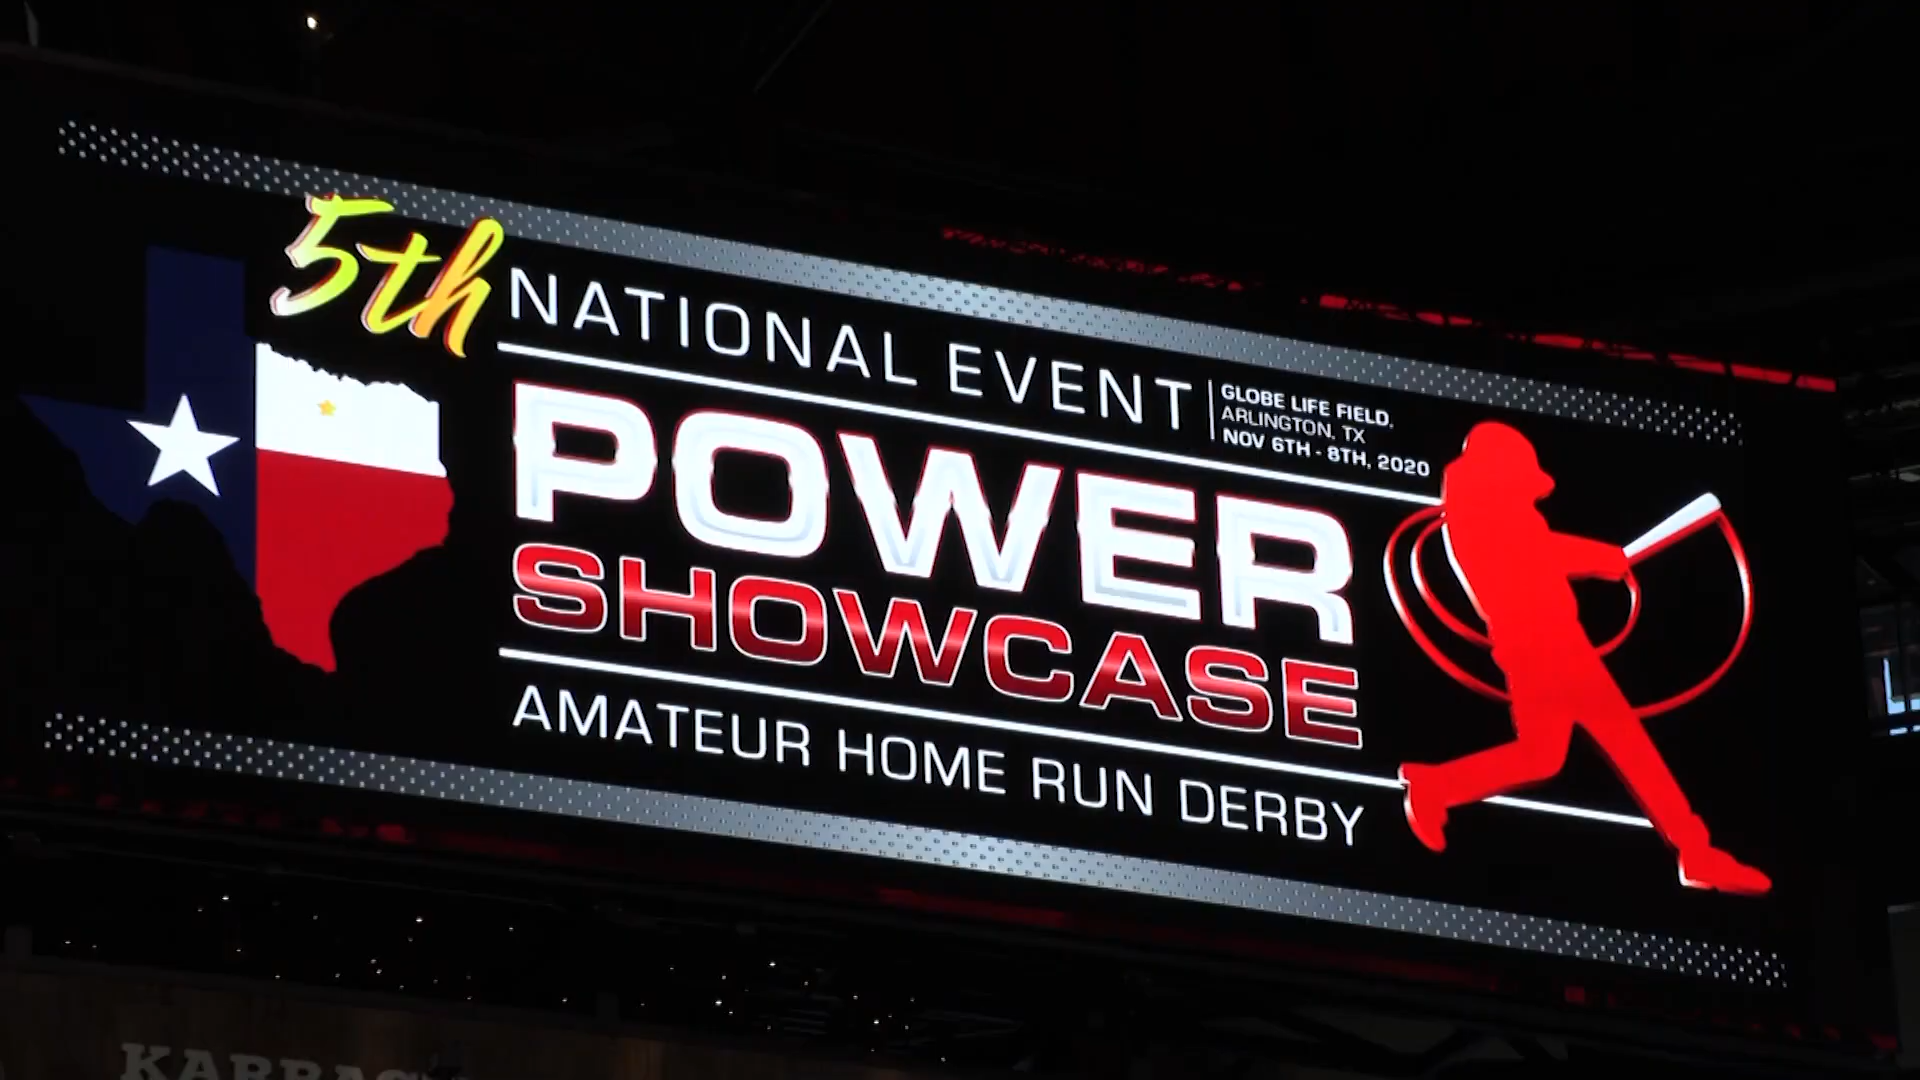 5th NATIONAL EVENT
GLOBE LIFE FIELD.
ARLINGTON, TX
NOV 6TH - 8TH, 2020
POWER
SHOWCASE
AMATEUR HOME RUN DERBY